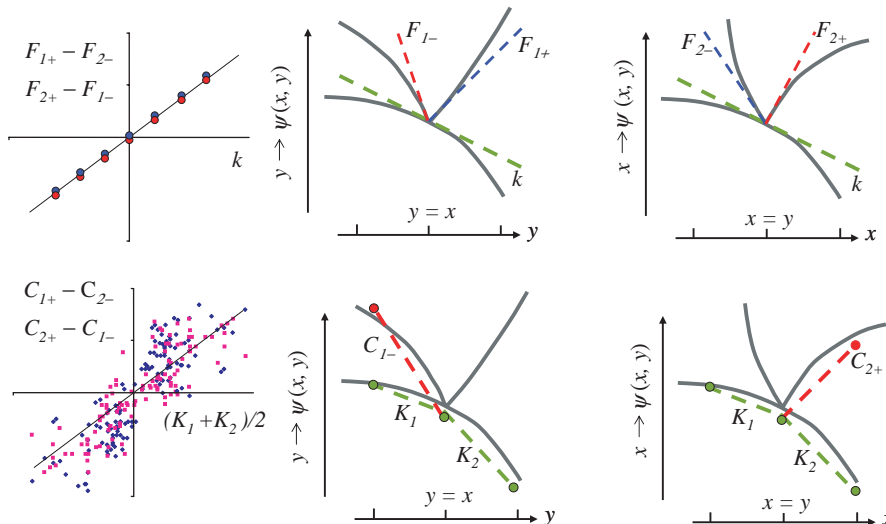 F1+ − F2−
F2+ − F1−
k
y → ψ(x, y)
F1−
F1+
k
y = x
y
x → ψ(x, y)
F2−
F2+
k
x = y
x
C1+ − C2−
C2+ − C1−
(K1+K2)/2
y → ψ(x, y)
C1−
K1
K2
y = x
y
x → ψ(x, y)
C2+
K1
K2
x = y
x